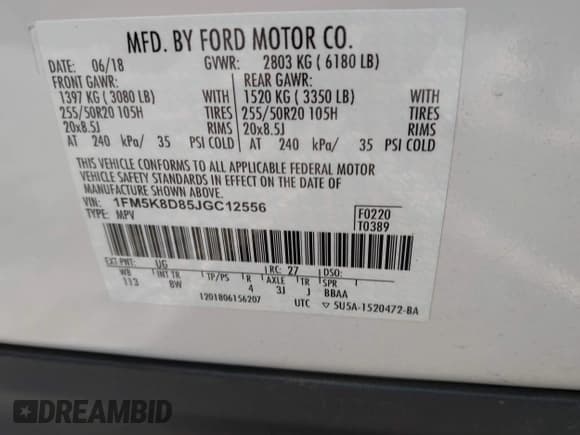 MFD. BY FORD MOTOR CO.
DATE: 06/18 GVWR: 2803 KG ( 6180 LB)
FRONT GAWR: REAR GAWR:
1397 KG ( 3080 LB) WITH 1520 KG ( 3350 LB) WITH
255/50R20 105H TIRES 255/50R20 105H TIRES
20x8.5J RIMS 20x8.5J RIMS
AT 240 kPa/ 35 PSI COLD AT 240 kPa/ 35 PSI COLD
THIS VEHICLE CONFORMS TO ALL APPLICABLE FEDERAL MOTOR
VEHICLE SAFETY STANDARDS IN EFFECT ON THE DATE OF
MANUFACTURE SHOWN ABOVE.
VIN: 1FM5K8D85JGC12556 F0220
TYPE: MPV T0389
EXT PNT: UG RC: 27 DSO:
WB INT TR TP/PS R AXLE TR SPR
113 BW 4 3J J BBAA
1201806156207 UTC ▽ 5U5A-1520472-BA
DREAMBID